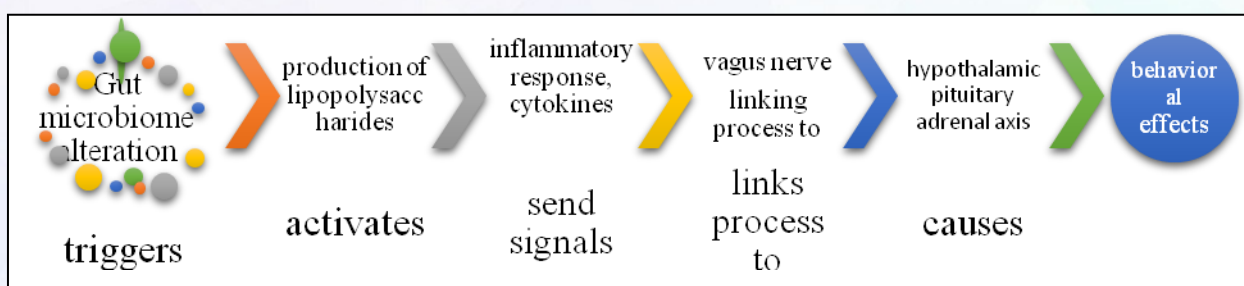 Gut
microbiome
alteration
production of
lipopolysacc
harides
inflammatory
response,
cytokines
vagus nerve
linking
process to
hypothalamic
pituitary
adrenal axis
behavior
al effects
triggers
activates
send
signals
links
process
to
causes